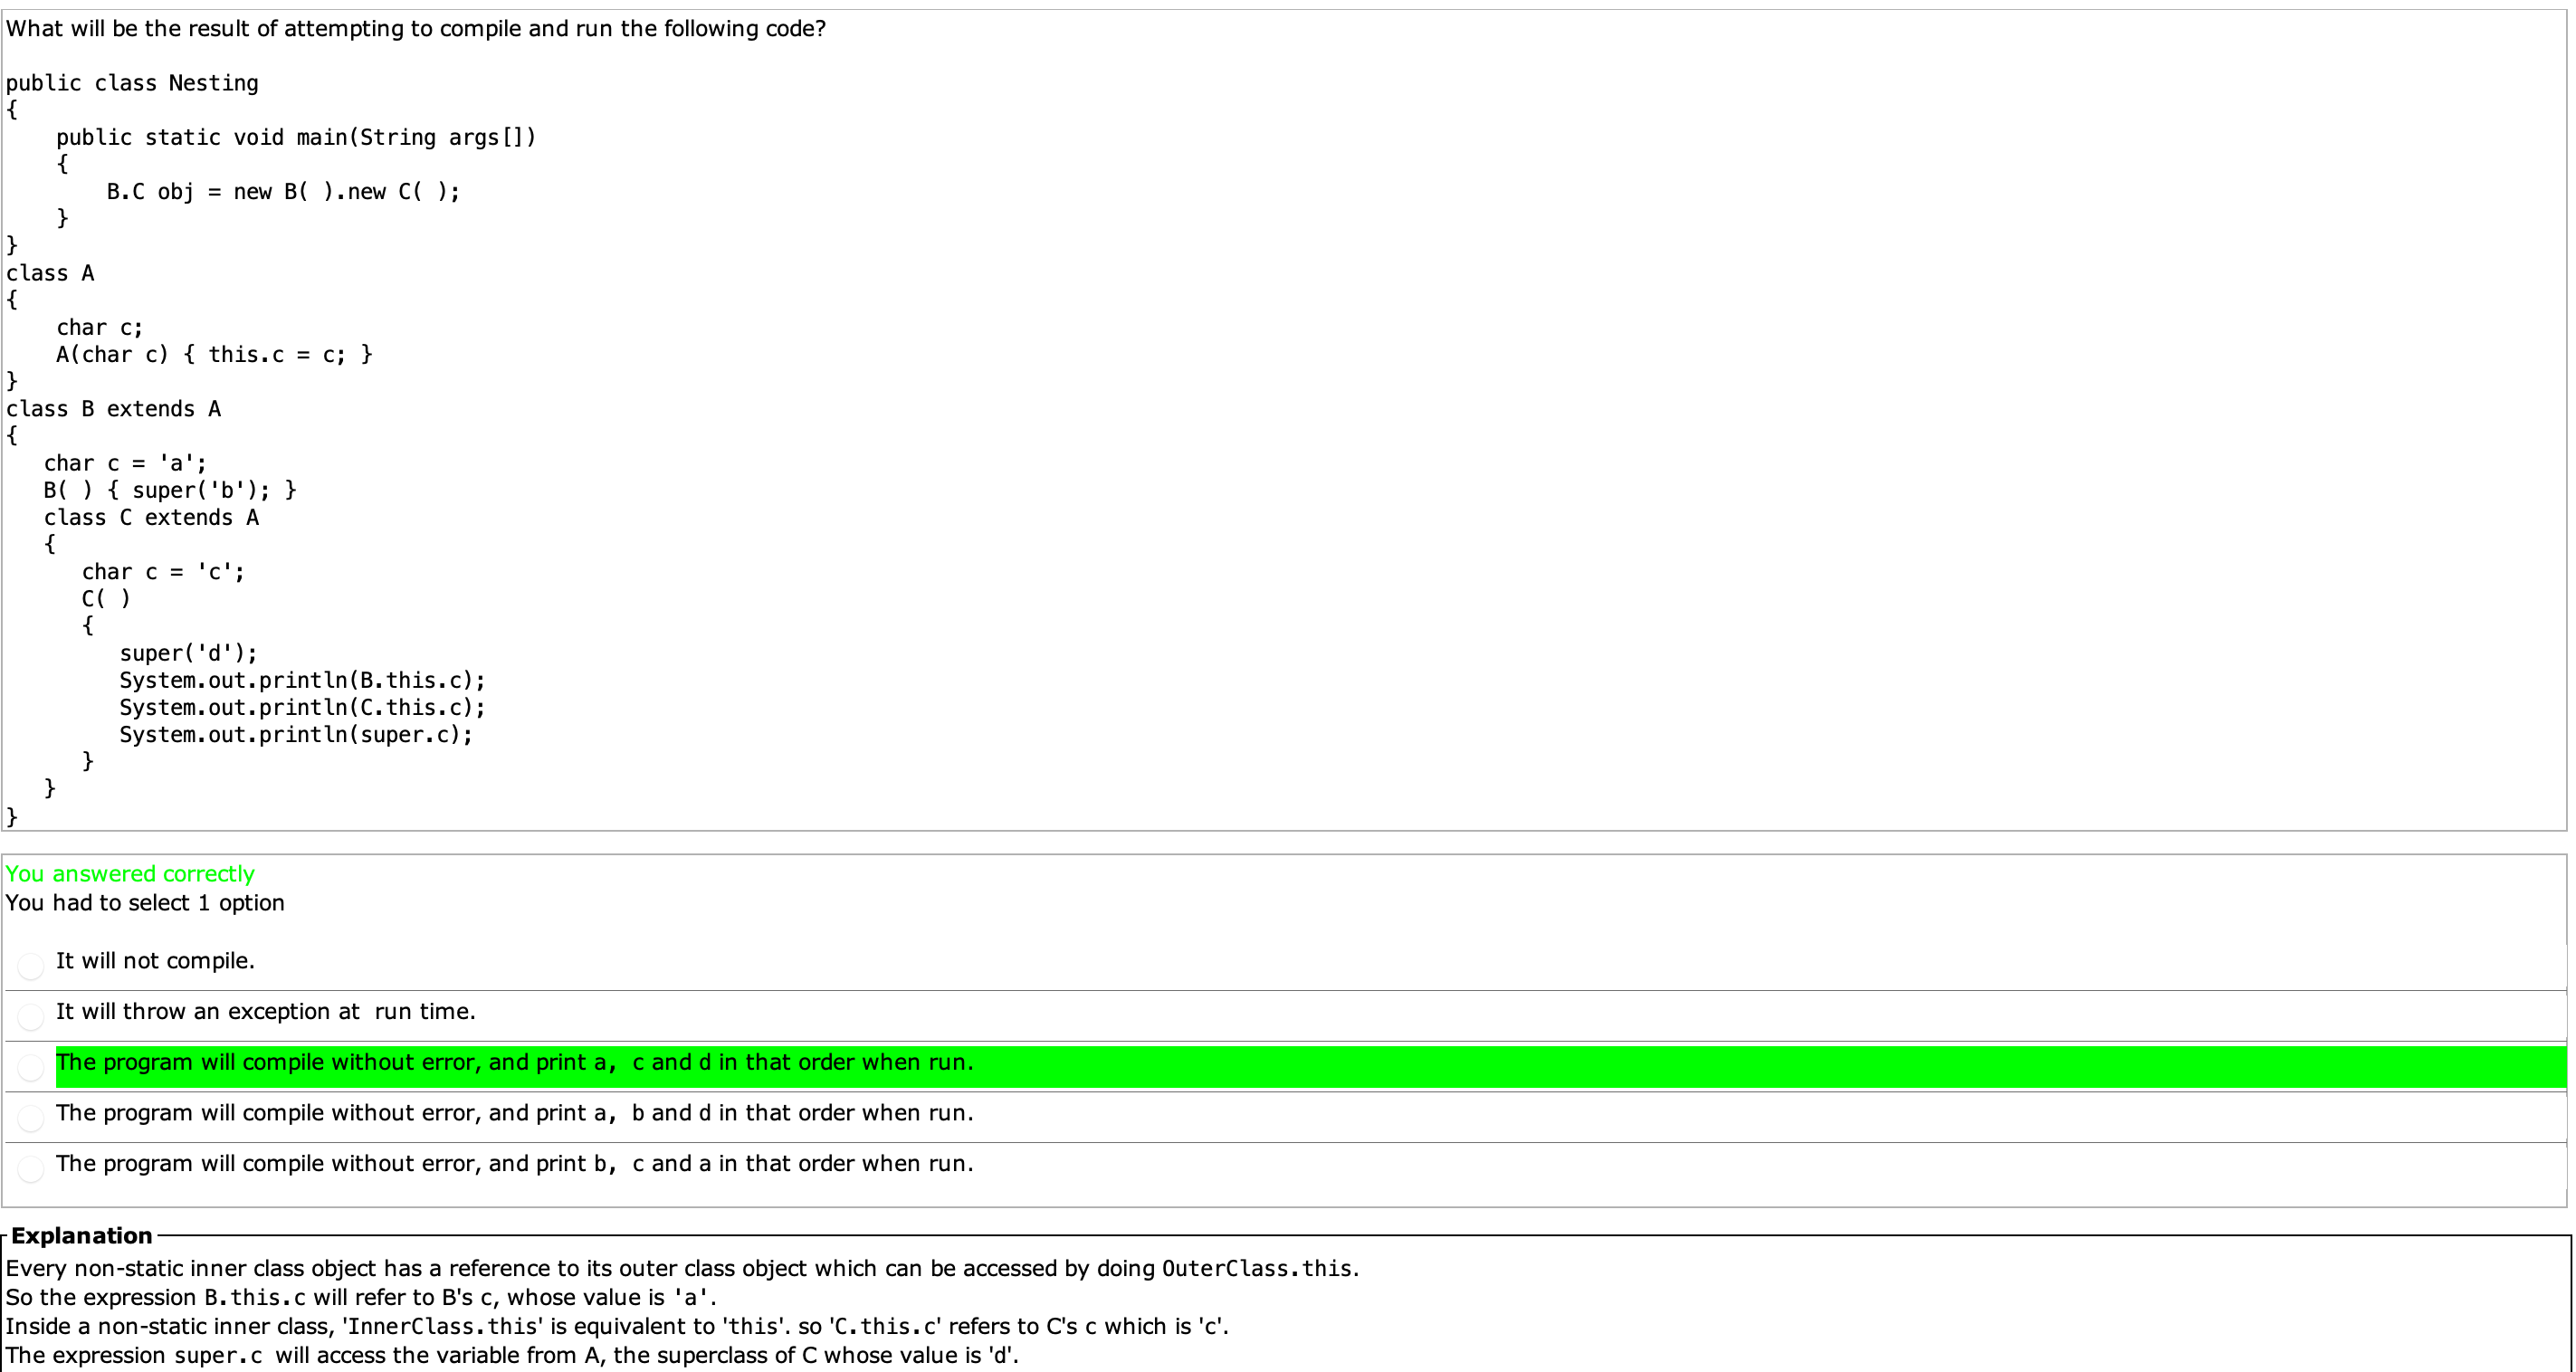 What will be the result of attempting to compile and run the following code?

public class Nesting
{
    public static void main(String args[])
    {
        B.C obj = new B( ).new C( );
    }
}
class A
{
    char c;
    A(char c) { this.c = c; }
}
class B extends A
{
   char c = 'a';
   B( ) { super('b'); }
   class C extends A
   {
      char c = 'c';
      C( )
      {
         super('d');
         System.out.println(B.this.c);
         System.out.println(C.this.c);
         System.out.println(super.c);
      }
   }
}
You answered correctly
You had to select 1 option
It will not compile.
It will throw an exception at  run time.
The program will compile without error, and print a,  c and d in that order when run.
The program will compile without error, and print a,  b and d in that order when run.
The program will compile without error, and print b,  c and a in that order when run.
Explanation
Every non-static inner class object has a reference to its outer class object which can be accessed by doing OuterClass.this.
So the expression B.this.c will refer to B's c, whose value is 'a'.
Inside a non-static inner class, 'InnerClass.this' is equivalent to 'this'. so 'C.this.c' refers to C's c which is 'c'.
The expression super.c  will access the variable from A, the superclass of C whose value is 'd'.